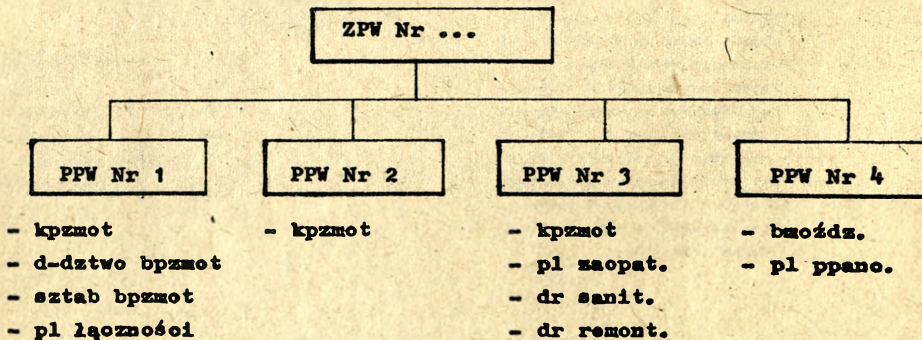 ZPW Nr ...
PPW Nr 1
PPW Nr 2
PPW Nr 3
PPW Nr 4
- kpzmot
- d-dztwo bpzmot
- sztab bpzmot
- pl łączności
- kpzmot
- kpzmot
- pl zaopat.
- dr sanit.
- dr remont.
- bmoździ.
- pl ppanc.